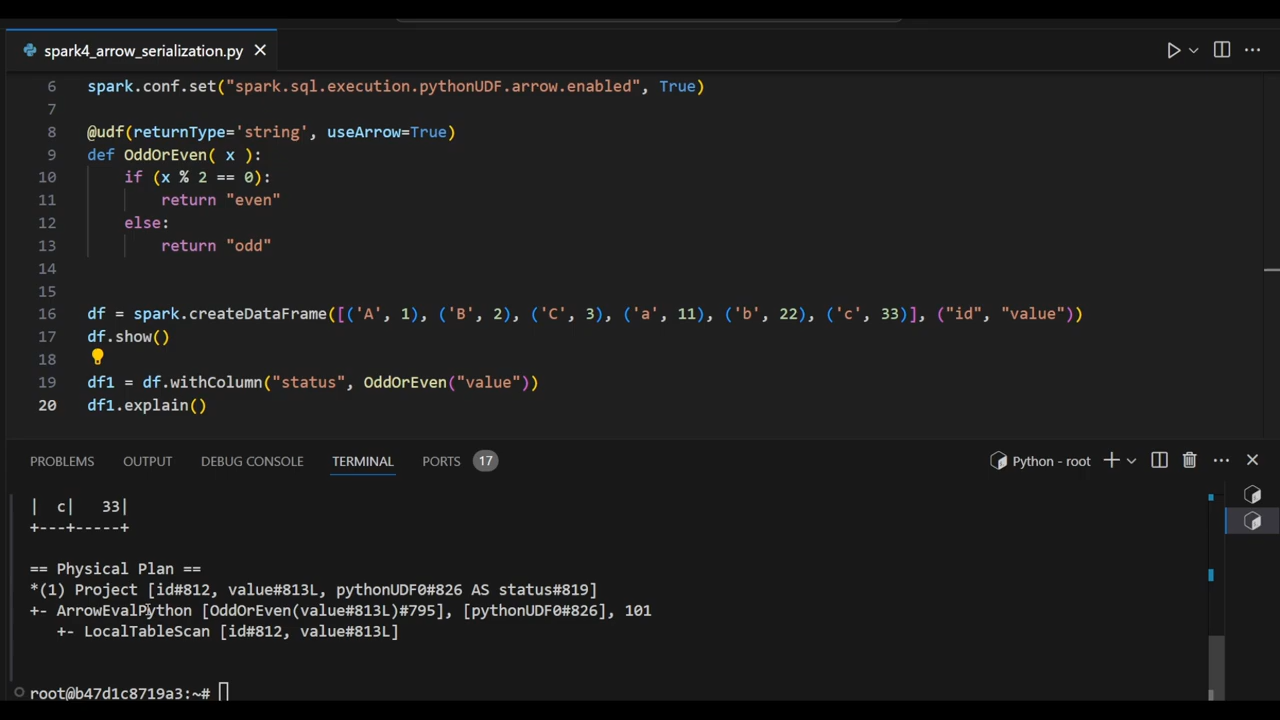 spark4_arrow_serialization.py
6 spark.conf.set("spark.sql.execution.pythonUDF.arrow.enabled", True)
7
8 @udf(returnType='string', useArrow=True)
9 def OddOrEven( x ):
10 if (x % 2 == 0):
11 return "even"
12 else:
13 return "odd"
14
15
16 df = spark.createDataFrame([('A', 1), ('B', 2), ('C', 3), ('a', 11), ('b', 22), ('c', 33)], ("id", "value"))
17 df.show()
18
19 df1 = df.withColumn("status", OddOrEven("value"))
20 df1.explain()
PROBLEMS OUTPUT DEBUG CONSOLE TERMINAL PORTS 17 Python - root
|  c|   33|
+---+-----+
== Physical Plan ==
*(1) Project [id#812, value#813L, pythonUDF0#826 AS status#819]
+- ArrowEvalPython [OddOrEven(value#813L)#795], [pythonUDF0#826], 101
+- LocalTableScan [id#812, value#813L]
root@b47d1c8719a3:~#